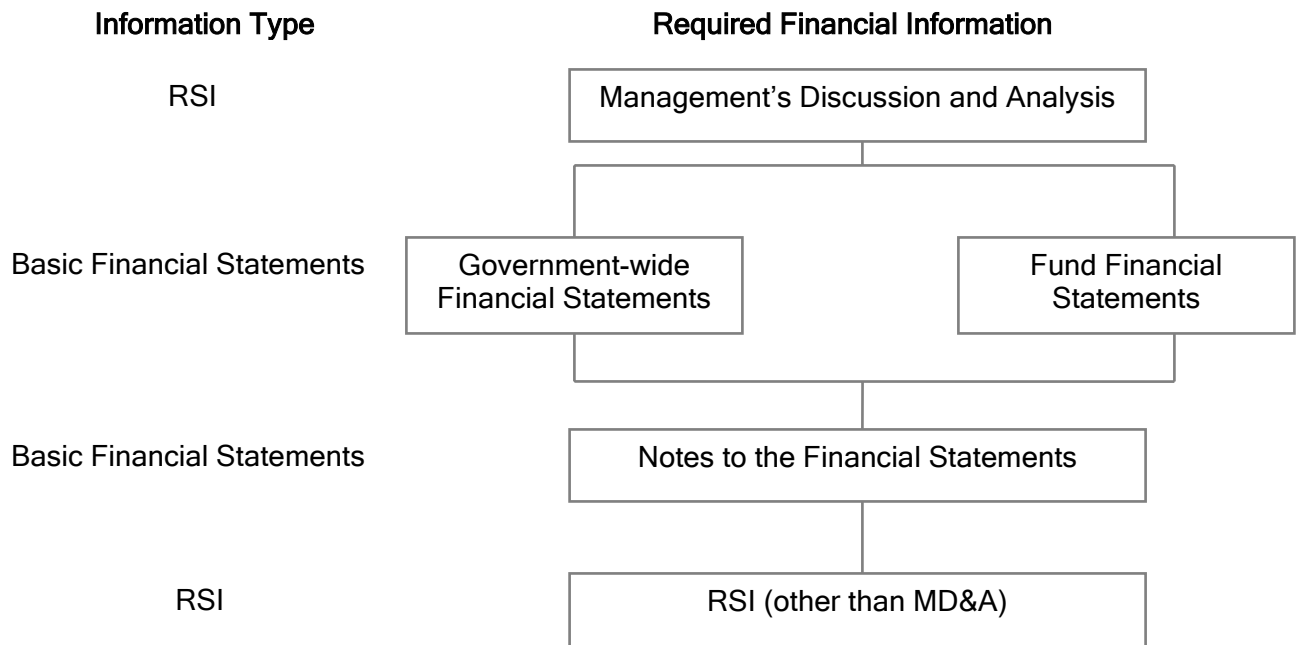 Information Type
Required Financial Information
RSI
Management’s Discussion and Analysis
Basic Financial Statements
Government-wide
Financial Statements
Fund Financial
Statements
Basic Financial Statements
Notes to the Financial Statements
RSI
RSI (other than MD&A)